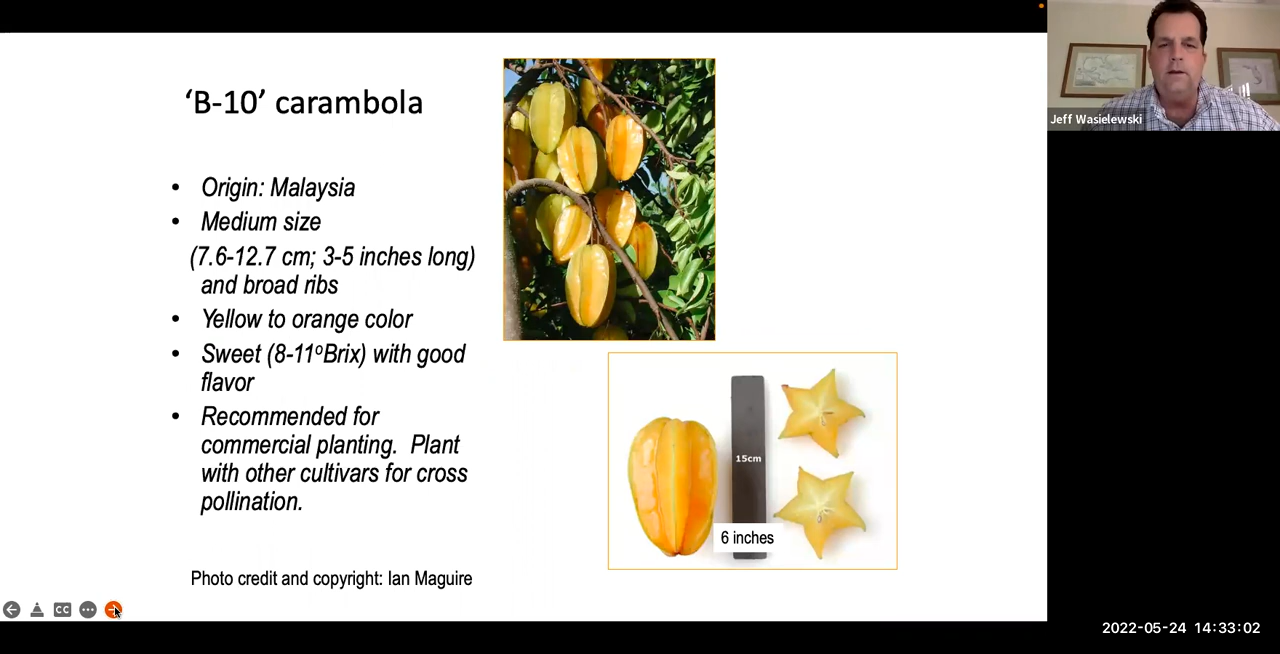 ‘B-10’ carambola
• Origin: Malaysia
• Medium size
(7.6-12.7 cm; 3-5 inches long)
and broad ribs
• Yellow to orange color
• Sweet (8-11ºBrix) with good
flavor
• Recommended for
commercial planting.  Plant
with other cultivars for cross
pollination.
Photo credit and copyright: Ian Maguire
15cm
6 inches
CC
Jeff Wasielewski
2022-05-24 14:33:02